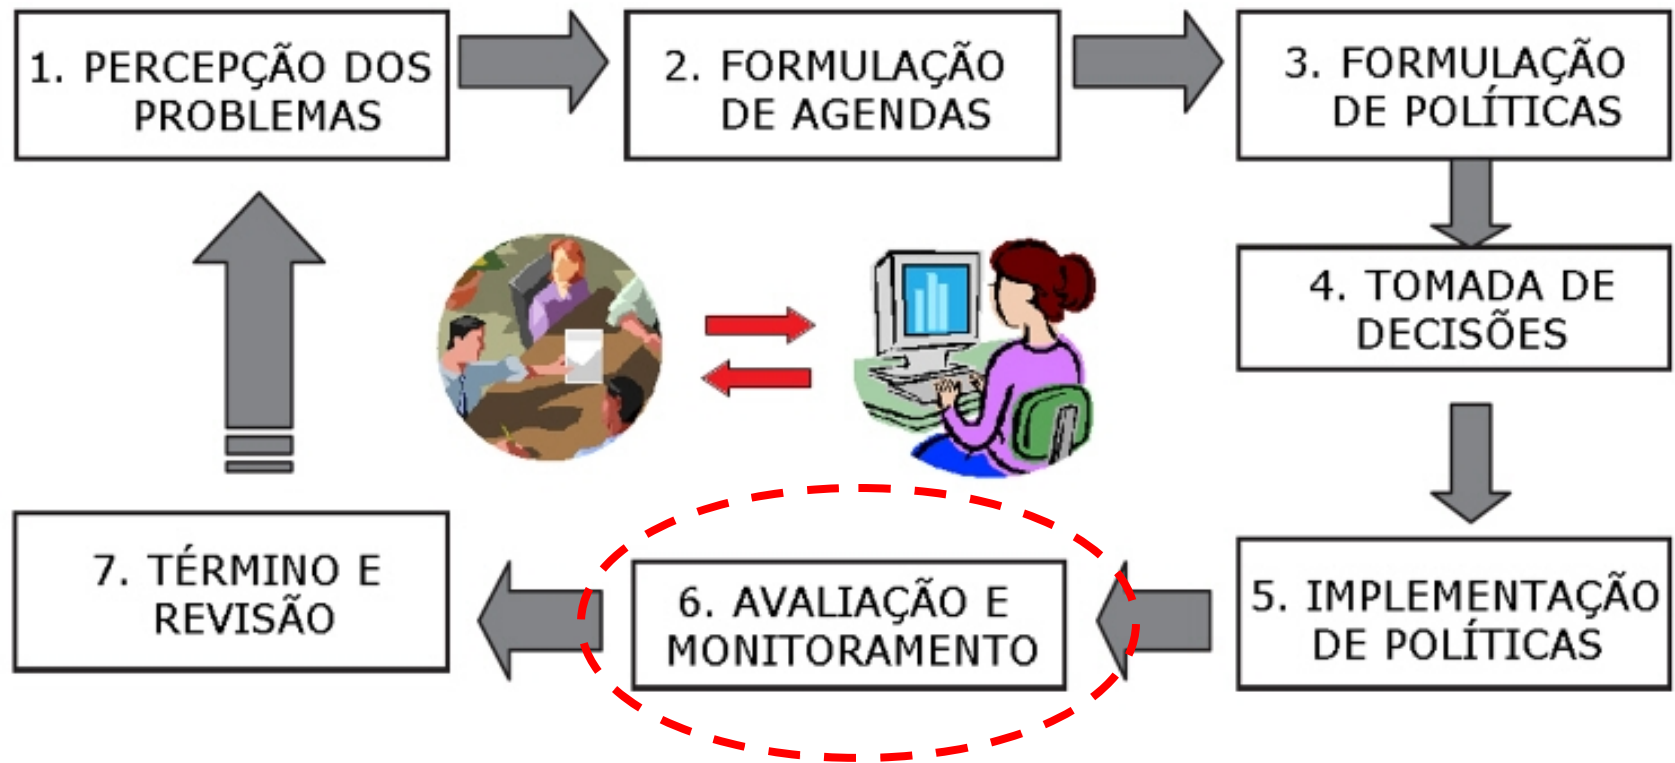 1. PERCEPÇÃO DOS
PROBLEMAS
2. FORMULAÇÃO
DE AGENDAS
3. FORMULAÇÃO
DE POLÍTICAS
4. TOMADA DE
DECISÕES
5. IMPLEMENTAÇÃO
DE POLÍTICAS
6. AVALIAÇÃO E
MONITORAMENTO
7. TÉRMINO E
REVISÃO